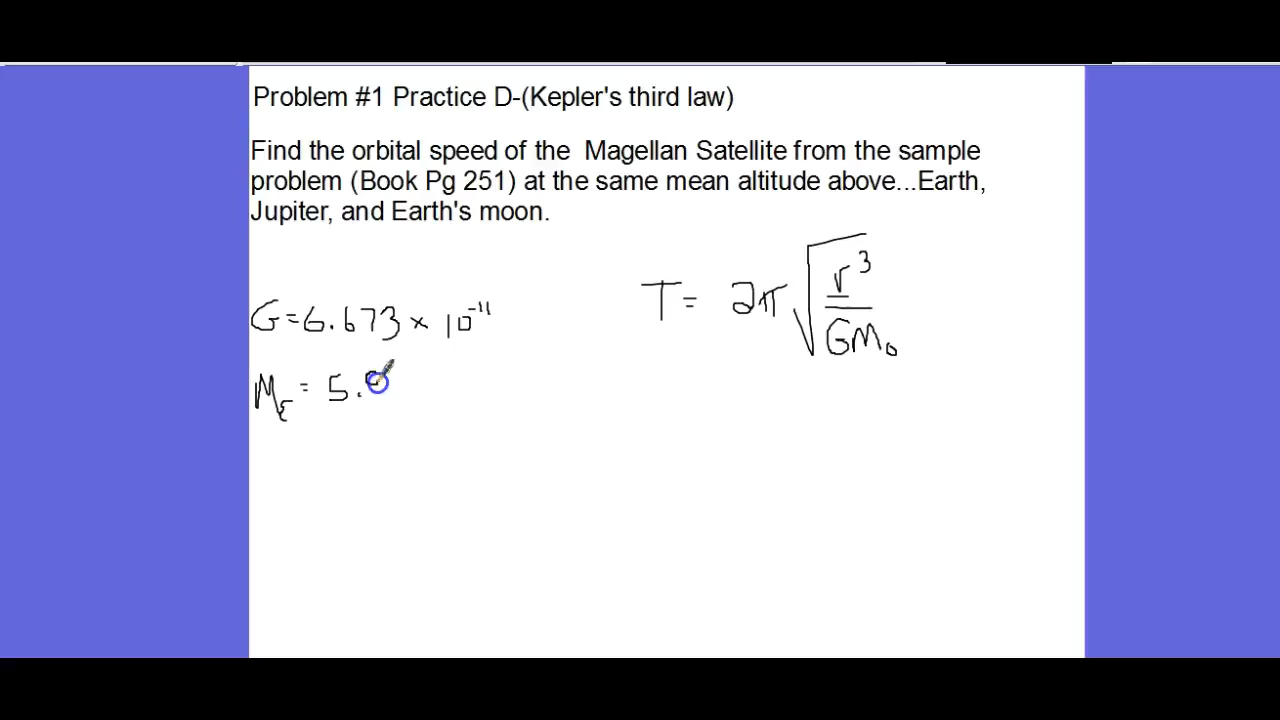 Problem #1 Practice D-(Kepler's third law)
Find the orbital speed of the Magellan Satellite from the sample
problem (Book Pg 251) at the same mean altitude above...Earth,
Jupiter, and Earth's moon.
T = 2π√(r³/GM₀)
G = 6.673 × 10⁻¹¹
M_E = 5.9